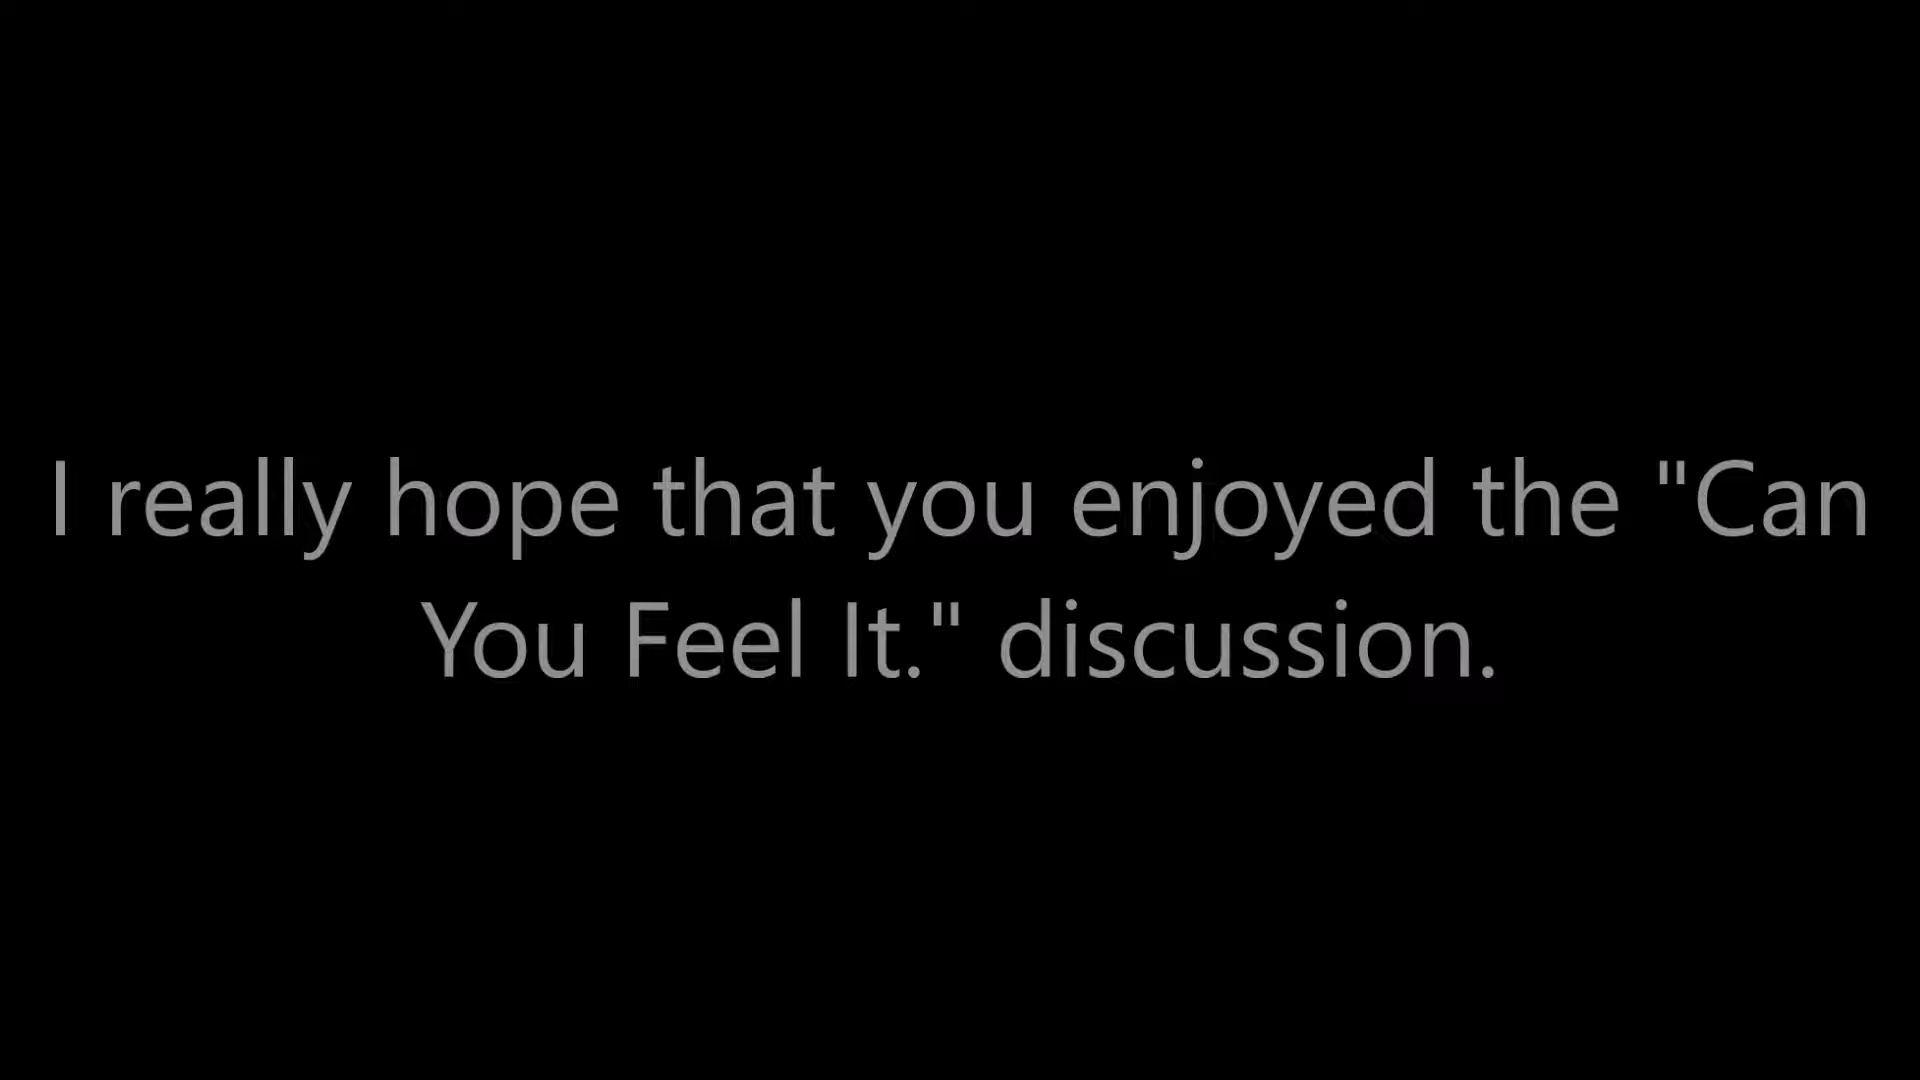 I really hope that you enjoyed the "Can
You Feel It." discussion.